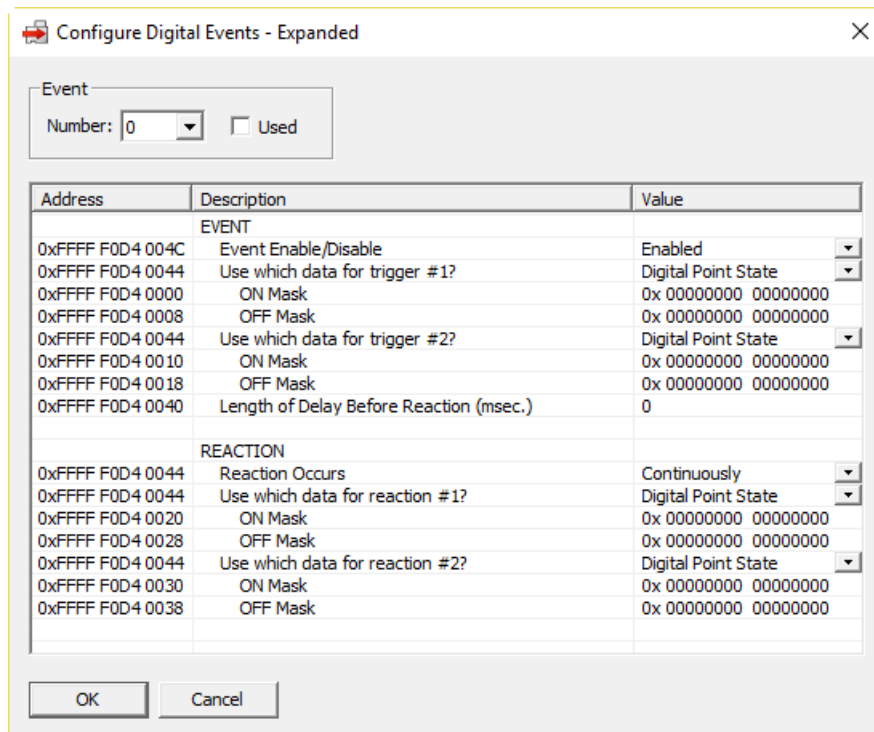 Configure Digital Events - Expanded
Event
Number: 0 Used
Address Description Value
EVENT
0xFFFF F0D4 004C Event Enable/Disable Enabled
0xFFFF F0D4 0044 Use which data for trigger #1? Digital Point State
0xFFFF F0D4 0000 ON Mask 0x 00000000 00000000
0xFFFF F0D4 0008 OFF Mask 0x 00000000 00000000
0xFFFF F0D4 0044 Use which data for trigger #2? Digital Point State
0xFFFF F0D4 0010 ON Mask 0x 00000000 00000000
0xFFFF F0D4 0018 OFF Mask 0x 00000000 00000000
0xFFFF F0D4 0040 Length of Delay Before Reaction (msec.) 0
REACTION
0xFFFF F0D4 0044 Reaction Occurs Continuously
0xFFFF F0D4 0044 Use which data for reaction #1? Digital Point State
0xFFFF F0D4 0020 ON Mask 0x 00000000 00000000
0xFFFF F0D4 0028 OFF Mask 0x 00000000 00000000
0xFFFF F0D4 0044 Use which data for reaction #2? Digital Point State
0xFFFF F0D4 0030 ON Mask 0x 00000000 00000000
0xFFFF F0D4 0038 OFF Mask 0x 00000000 00000000
OK Cancel